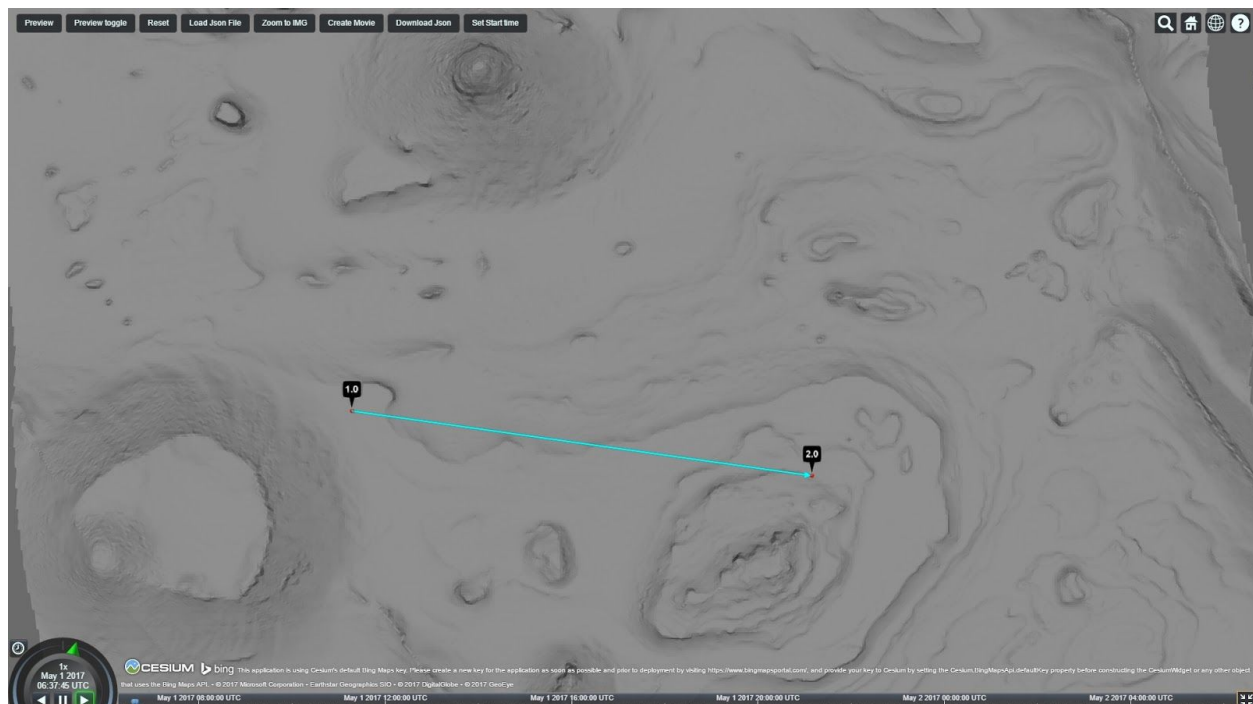 Preview Preview toggle Reset Load Json File Zoom to IMG Create Movie Download Json Set Start time ?
1.0
2.0
1x
May 1 2017
06:37:45 UTC
CESIUM bing This application is using Cesium's default Bing Maps key. Please create a new key for the application as soon as possible and prior to deployment by visiting https://www.bingmapsportal.com/, and provide your key to Cesium by setting the Cesium.BingMapsApi.defaultKey property before constructing the CesiumWidget or any other object
that uses the Bing Maps API. • © 2017 Microsoft Corporation • Earthstar Geographics SIO • © 2017 DigitalGlobe • © 2017 GeoEye
May 1 2017 08:00:00 UTC May 1 2017 12:00:00 UTC May 1 2017 16:00:00 UTC May 1 2017 20:00:00 UTC May 2 2017 00:00:00 UTC May 2 2017 04:00:00 UTC